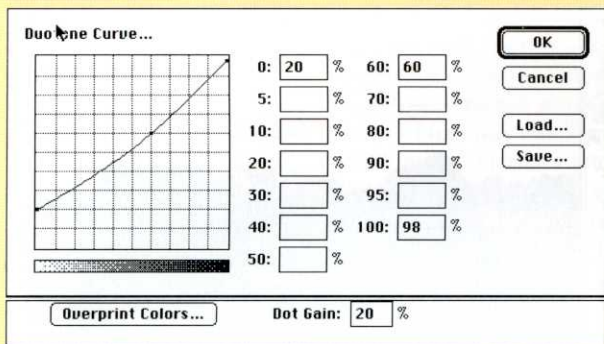 Duotone Curve...
0: 20 %
5: %
10: %
20: %
30: %
40: %
50: %
60: 60 %
70: %
80: %
90: %
95: %
100: 98 %
OK
Cancel
Load...
Save...
Overprint Colors...
Dot Gain: 20 %